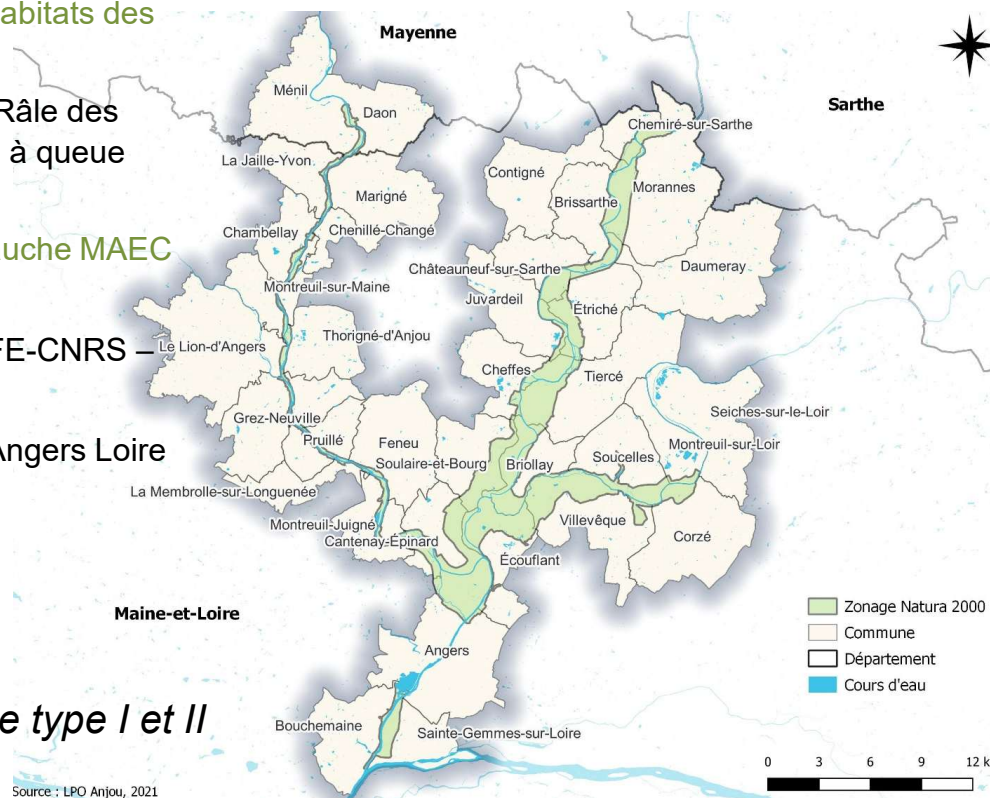 abitats des
Râle des
à queue
uche MAEC
FE-CNRS –
Angers Loire
e type I et II
Mayenne
Sarthe
Maine-et-Loire
Ménil
Daon
La Jaille-Yvon
Marigné
Chambellay
Chenillé-Changé
Montreuil-sur-Maine
Le Lion-d'Angers
Thorigné-d'Anjou
Grez-Neuville
Pruillé
Feneu
Soulaire-et-Bourg
La Membrolle-sur-Longuenée
Montreuil-Juigné
Cantenay-Épinard
Chemiré-sur-Sarthe
Contigné
Morannes
Brissarthe
Châteauneuf-sur-Sarthe
Daumeray
Juvardeil
Étriché
Cheffes
Tiercé
Seiches-sur-le-Loir
Montreuil-sur-Loir
Soucelles
Briollay
Villevêque
Corzé
Écouflant
Angers
Bouchemaine
Sainte-Gemmes-sur-Loire
Zonage Natura 2000
Commune
Département
Cours d'eau
0 3 6 9 12 k
Source : LPO Anjou, 2021